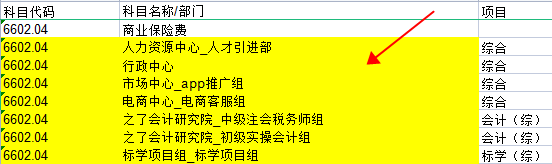 科目代码 科目名称/部门 项目
6602.04 商业保险费
6602.04 人力资源中心_人才引进部 综合
6602.04 行政中心 综合
6602.04 市场中心_app推广组 综合
6602.04 电商中心_电商客服组 综合
6602.04 之了会计研究院_中级注会税务师组 会计（综）
6602.04 之了会计研究院_初级实操会计组 会计（综）
6602.04 标学项目组_标学项目组 标学（综）